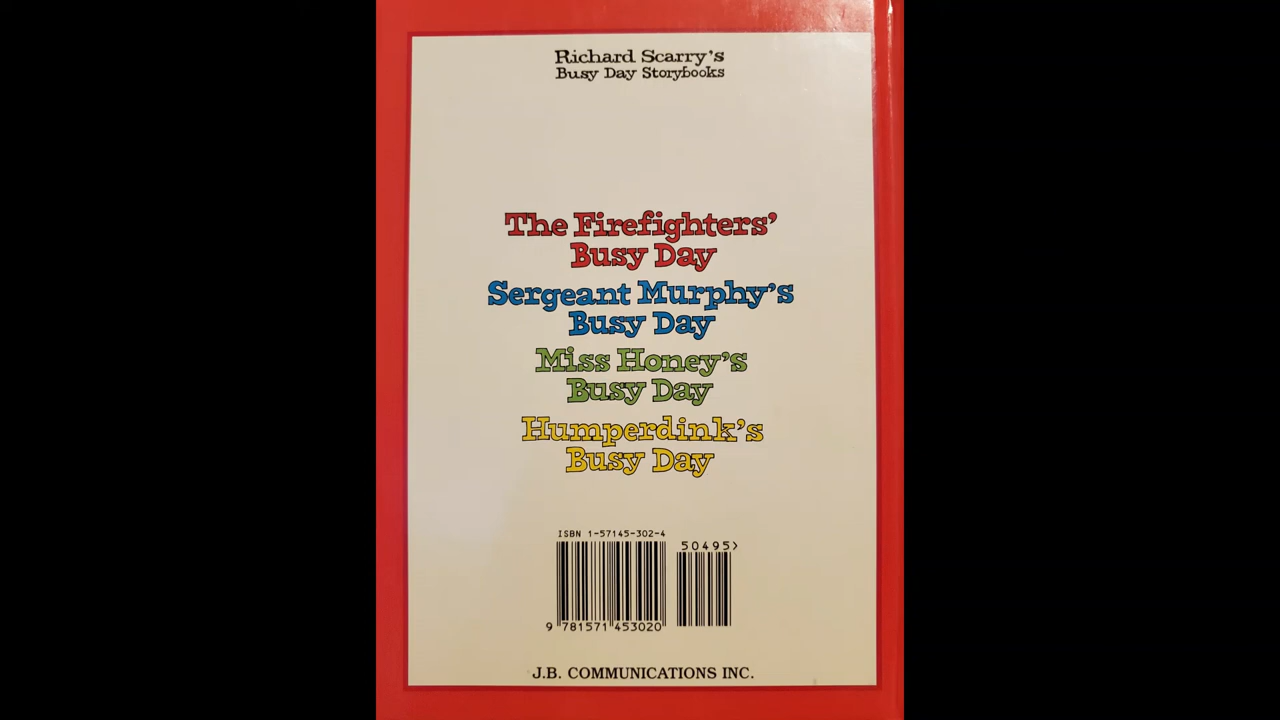 Richard Scarry's
Busy Day Storybooks
The Firefighters'
Busy Day
Sergeant Murphy's
Busy Day
Miss Honey's
Busy Day
Humperdink's
Busy Day
ISBN 1-57145-302-4
50495>
9 781571 453020
J.B. COMMUNICATIONS INC.